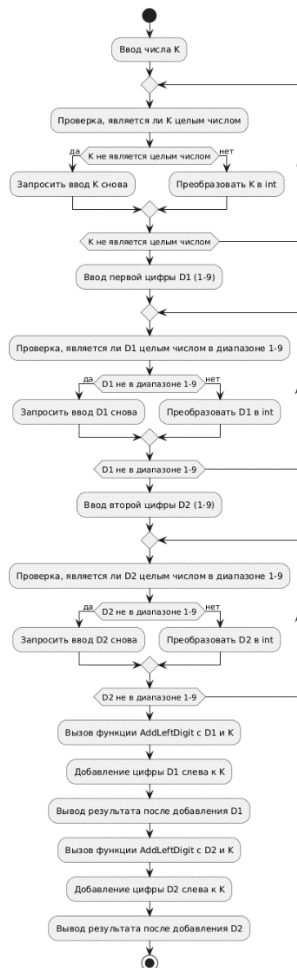 Ввод числа K
Проверка, является ли K целым числом
да
K не является целым числом
нет
Запросить ввод K снова
Преобразовать K в int
K не является целым числом
Ввод первой цифры D1 (1-9)
Проверка, является ли D1 целым числом в диапазоне 1-9
да
D1 не в диапазоне 1-9
нет
Запросить ввод D1 снова
Преобразовать D1 в int
D1 не в диапазоне 1-9
Ввод второй цифры D2 (1-9)
Проверка, является ли D2 целым числом в диапазоне 1-9
да
D2 не в диапазоне 1-9
нет
Запросить ввод D2 снова
Преобразовать D2 в int
D2 не в диапазоне 1-9
Вызов функции AddLeftDigit с D1 и K
Добавление цифры D1 слева к K
Вывод результата после добавления D1
Вызов функции AddLeftDigit с D2 и K
Добавление цифры D2 слева к K
Вывод результата после добавления D2